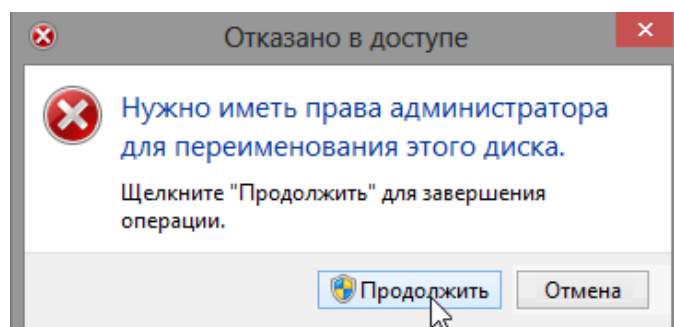 Отказано в доступе
Нужно иметь права администратора
для переименования этого диска.
Щелкните "Продолжить" для завершения
операции.
Продолжить Отмена